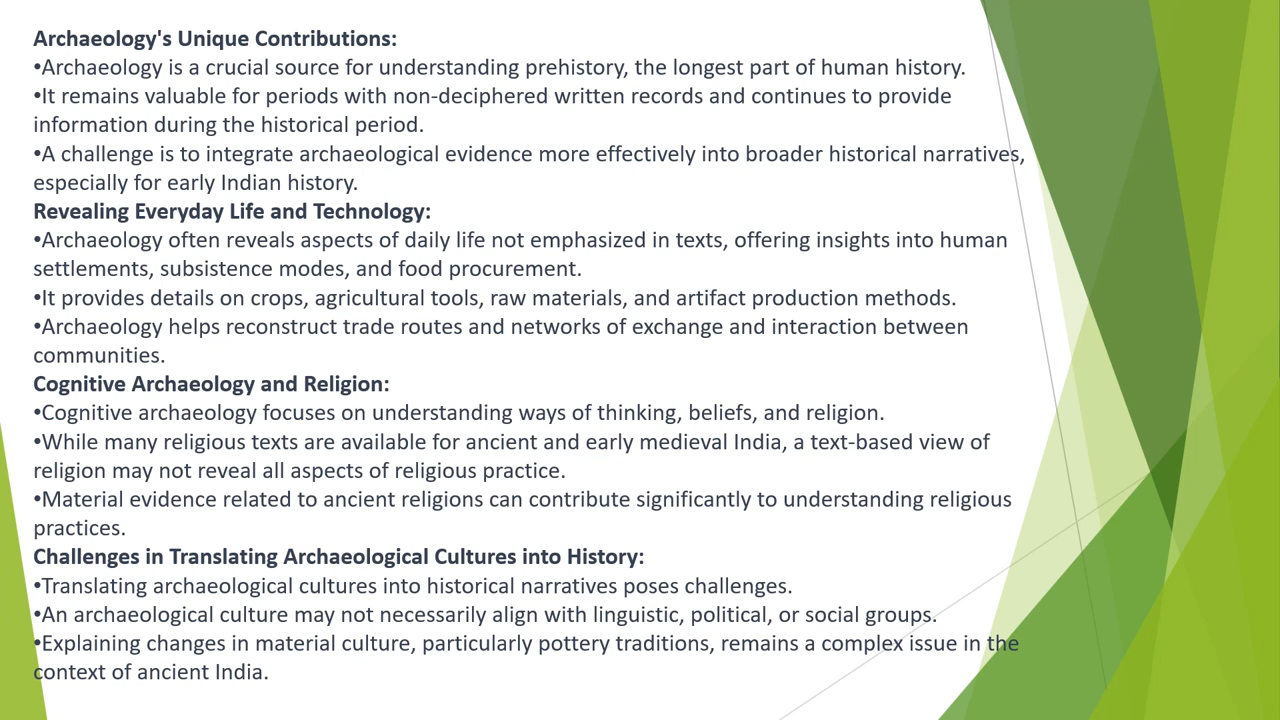 Archaeology's Unique Contributions:
•Archaeology is a crucial source for understanding prehistory, the longest part of human history.
•It remains valuable for periods with non-deciphered written records and continues to provide
information during the historical period.
•A challenge is to integrate archaeological evidence more effectively into broader historical narratives,
especially for early Indian history.
Revealing Everyday Life and Technology:
•Archaeology often reveals aspects of daily life not emphasized in texts, offering insights into human
settlements, subsistence modes, and food procurement.
•It provides details on crops, agricultural tools, raw materials, and artifact production methods.
•Archaeology helps reconstruct trade routes and networks of exchange and interaction between
communities.
Cognitive Archaeology and Religion:
•Cognitive archaeology focuses on understanding ways of thinking, beliefs, and religion.
•While many religious texts are available for ancient and early medieval India, a text-based view of
religion may not reveal all aspects of religious practice.
•Material evidence related to ancient religions can contribute significantly to understanding religious
practices.
Challenges in Translating Archaeological Cultures into History:
•Translating archaeological cultures into historical narratives poses challenges.
•An archaeological culture may not necessarily align with linguistic, political, or social groups.
•Explaining changes in material culture, particularly pottery traditions, remains a complex issue in the
context of ancient India.